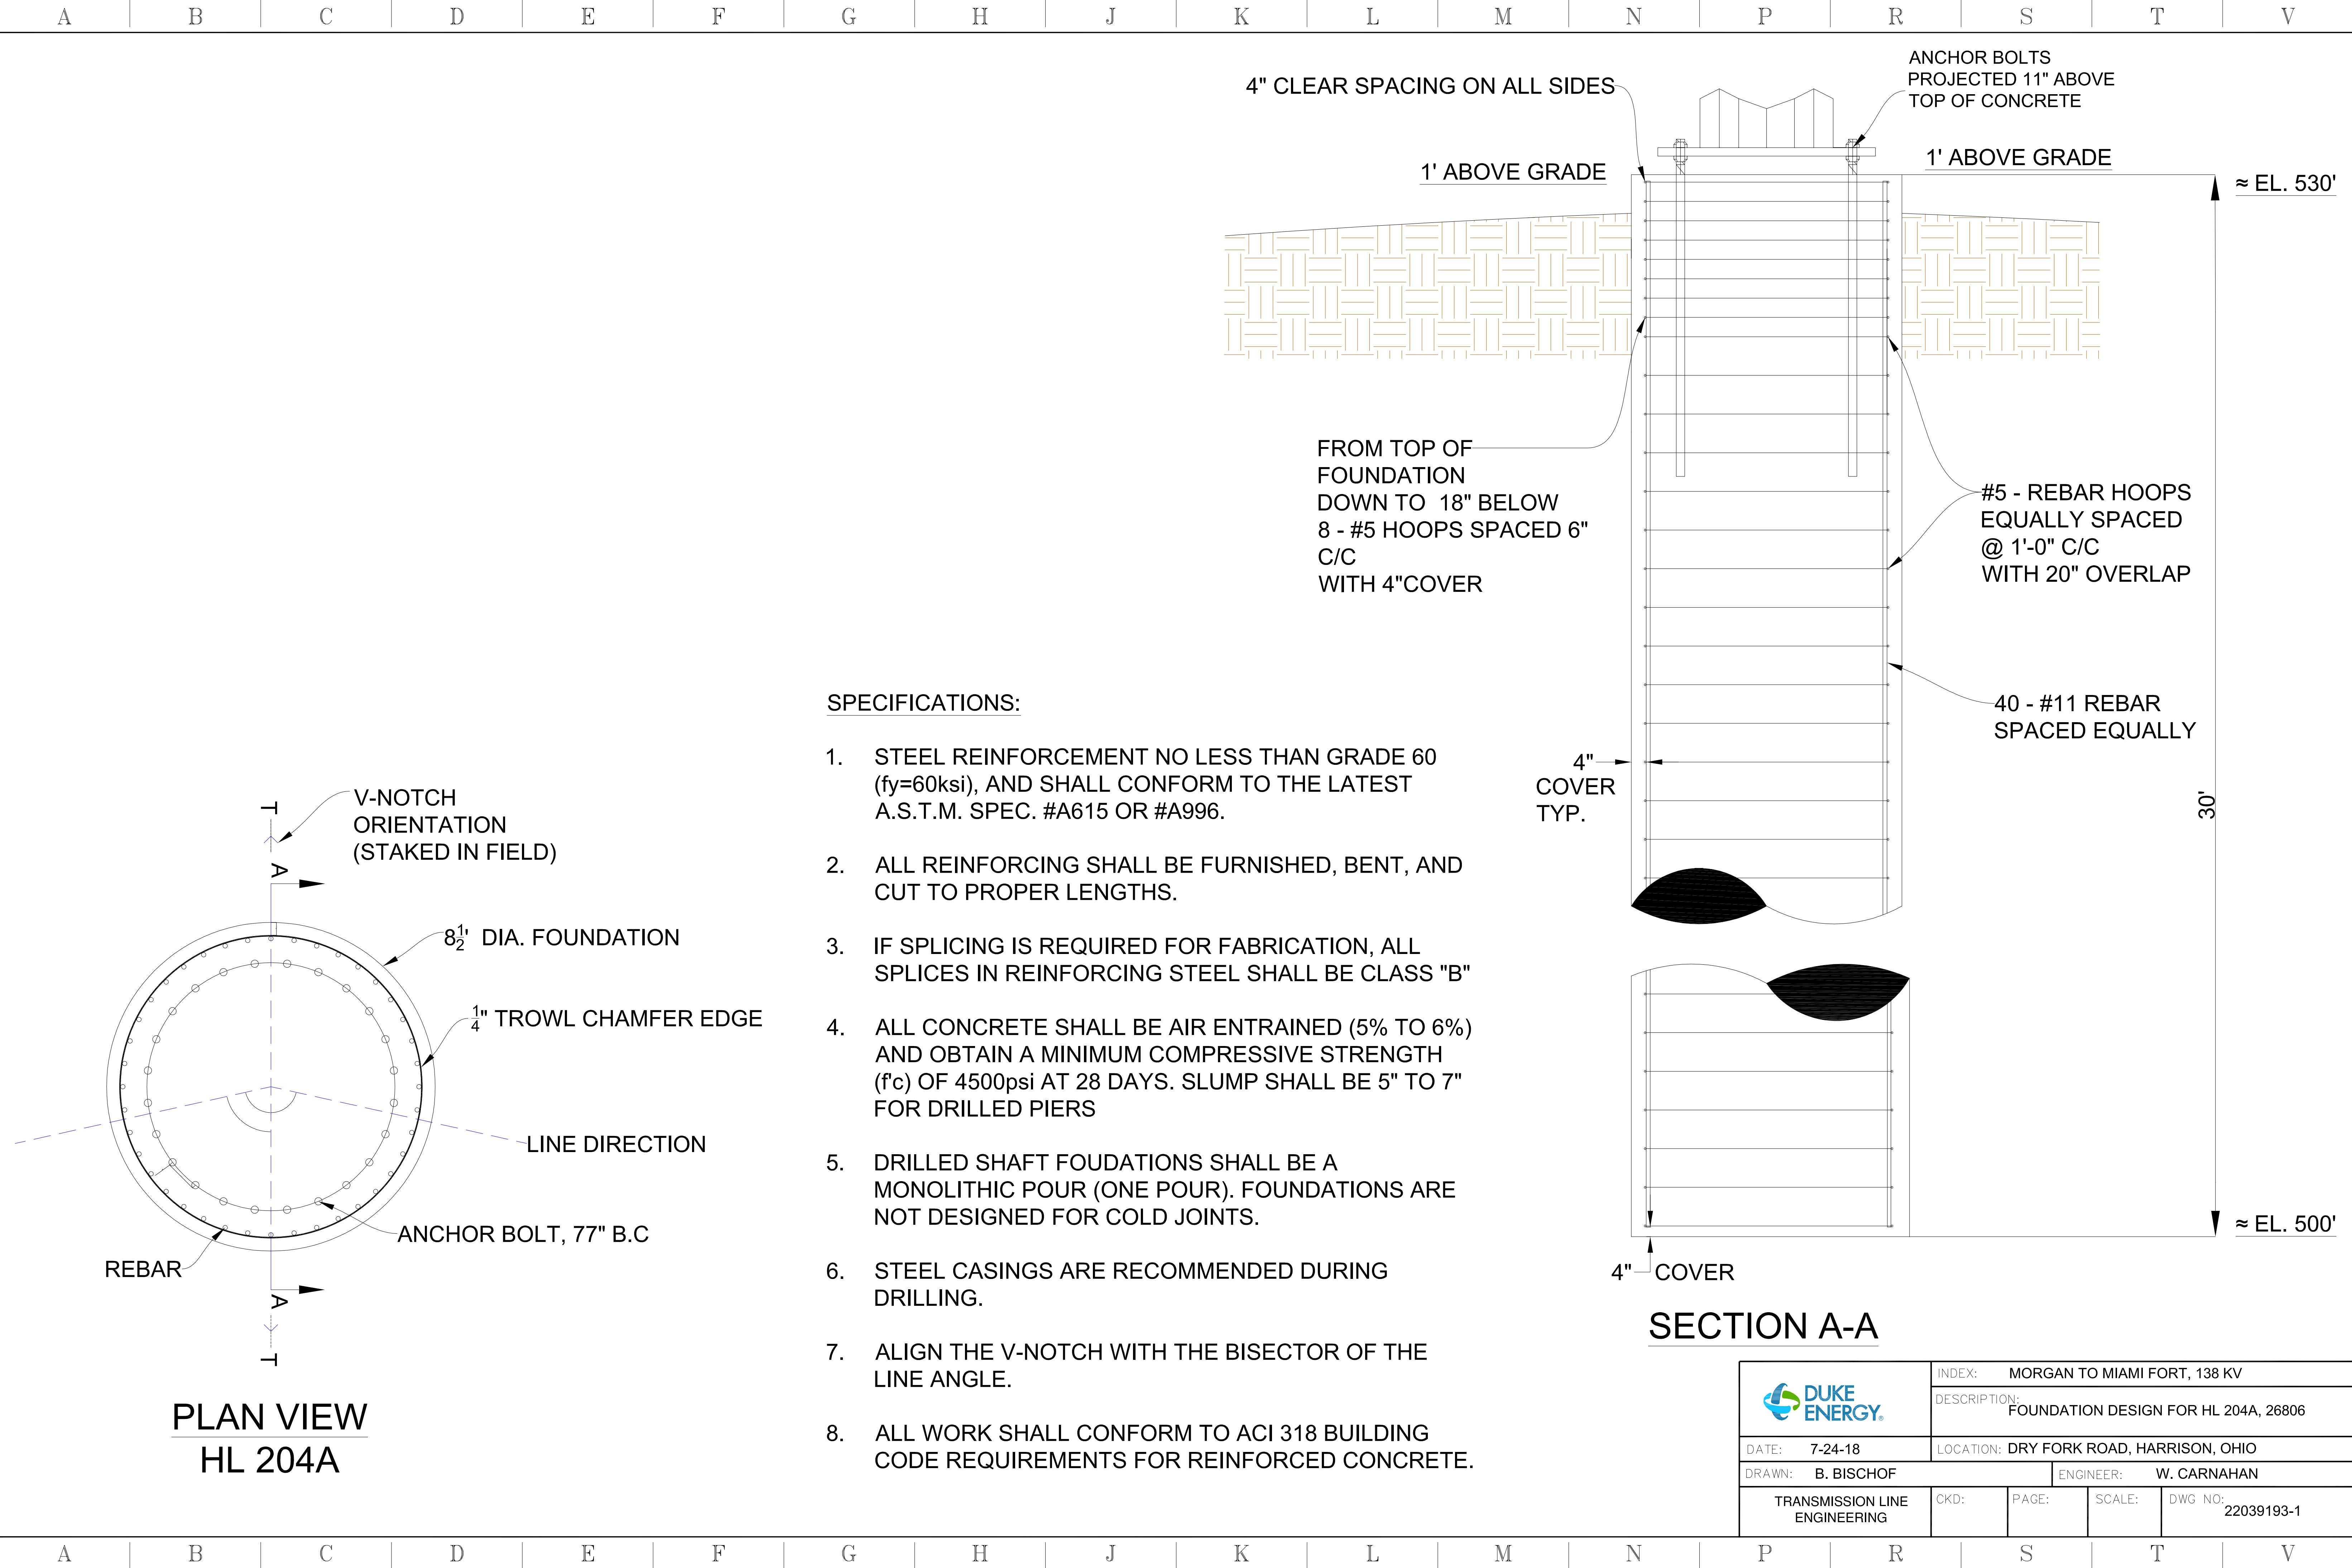 A B C D E F G H J K L M N P R S T V
4" CLEAR SPACING ON ALL SIDES
ANCHOR BOLTS
PROJECTED 11" ABOVE
TOP OF CONCRETE
1' ABOVE GRADE
1' ABOVE GRADE
≈ EL. 530'
FROM TOP OF
FOUNDATION
DOWN TO 18" BELOW
8 - #5 HOOPS SPACED 6"
C/C
WITH 4"COVER
#5 - REBAR HOOPS
EQUALLY SPACED
@ 1'-0" C/C
WITH 20" OVERLAP
40 - #11 REBAR
SPACED EQUALLY
4"
COVER
TYP.
30'
≈ EL. 500'
4" COVER
SECTION A-A
SPECIFICATIONS:
1. STEEL REINFORCEMENT NO LESS THAN GRADE 60
(fy=60ksi), AND SHALL CONFORM TO THE LATEST
A.S.T.M. SPEC. #A615 OR #A996.
2. ALL REINFORCING SHALL BE FURNISHED, BENT, AND
CUT TO PROPER LENGTHS.
3. IF SPLICING IS REQUIRED FOR FABRICATION, ALL
SPLICES IN REINFORCING STEEL SHALL BE CLASS "B"
4. ALL CONCRETE SHALL BE AIR ENTRAINED (5% TO 6%)
AND OBTAIN A MINIMUM COMPRESSIVE STRENGTH
(f'c) OF 4500psi AT 28 DAYS. SLUMP SHALL BE 5" TO 7"
FOR DRILLED PIERS
5. DRILLED SHAFT FOUDATIONS SHALL BE A
MONOLITHIC POUR (ONE POUR). FOUNDATIONS ARE
NOT DESIGNED FOR COLD JOINTS.
6. STEEL CASINGS ARE RECOMMENDED DURING
DRILLING.
7. ALIGN THE V-NOTCH WITH THE BISECTOR OF THE
LINE ANGLE.
8. ALL WORK SHALL CONFORM TO ACI 318 BUILDING
CODE REQUIREMENTS FOR REINFORCED CONCRETE.
T
V-NOTCH
ORIENTATION
(STAKED IN FIELD)
A
8 1/2' DIA. FOUNDATION
1/4" TROWL CHAMFER EDGE
LINE DIRECTION
ANCHOR BOLT, 77" B.C
REBAR
A
T
PLAN VIEW
HL 204A
DUKE
ENERGY®
INDEX: MORGAN TO MIAMI FORT, 138 KV
DESCRIPTION: FOUNDATION DESIGN FOR HL 204A, 26806
DATE: 7-24-18
LOCATION: DRY FORK ROAD, HARRISON, OHIO
DRAWN: B. BISCHOF
ENGINEER: W. CARNAHAN
TRANSMISSION LINE
ENGINEERING
CKD:
PAGE:
SCALE:
DWG NO: 22039193-1
A B C D E F G H J K L M N P R S T V